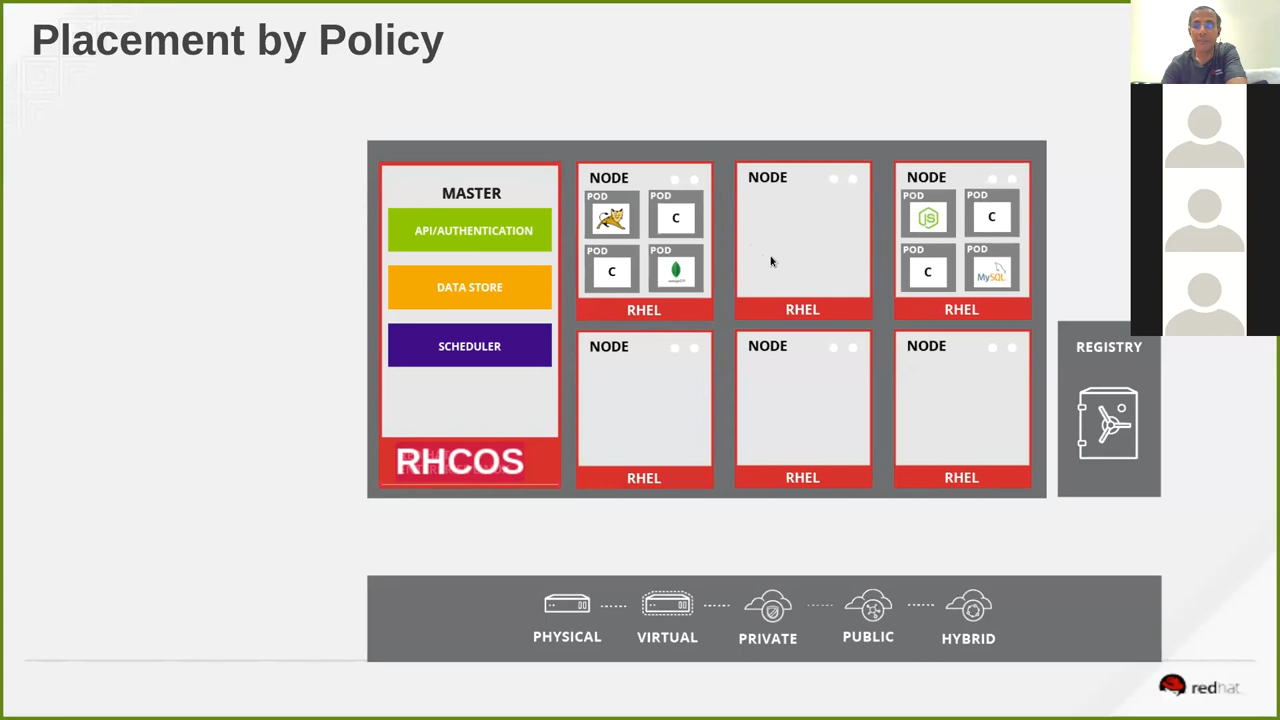 Placement by Policy
MASTER
API/AUTHENTICATION
DATA STORE
SCHEDULER
RHCOS
NODE
POD
POD
C
POD
C
POD
RHEL
NODE
RHEL
NODE
POD
JS
POD
C
POD
C
POD
MySQL
RHEL
NODE
RHEL
NODE
RHEL
NODE
RHEL
REGISTRY
PHYSICAL
VIRTUAL
PRIVATE
PUBLIC
HYBRID
redhat